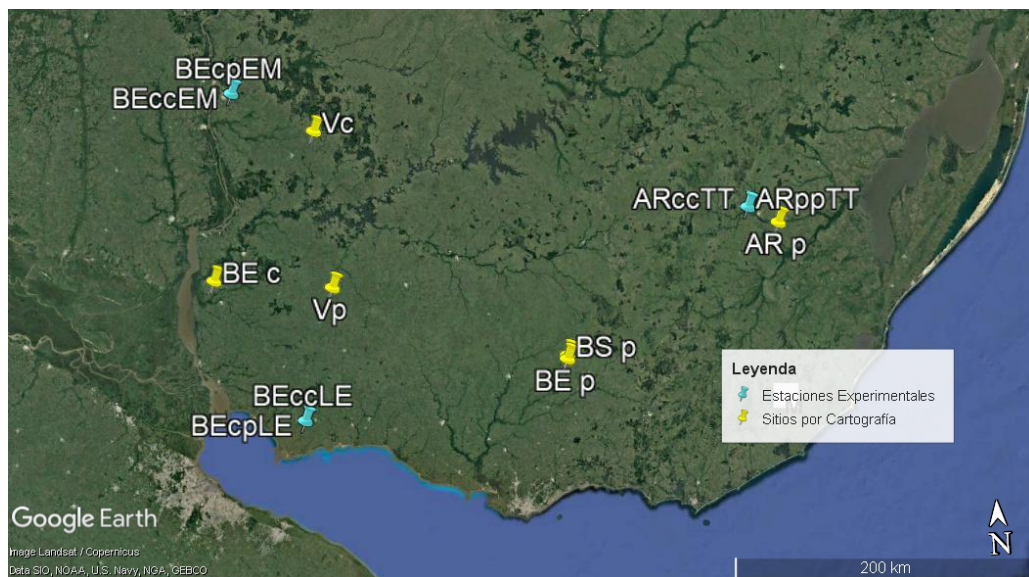 BEcpEM
BEccEM
Vc
ARccTT
ARppTT
AR p
BE c
Vp
BS p
BE p
BEccLE
BEcpLE
Leyenda
Estaciones Experimentales
Sitios por Cartografía
Google Earth
Image Landsat / Copernicus
Data SIO, NOAA, U.S. Navy, NGA, GEBCO
N
200 km